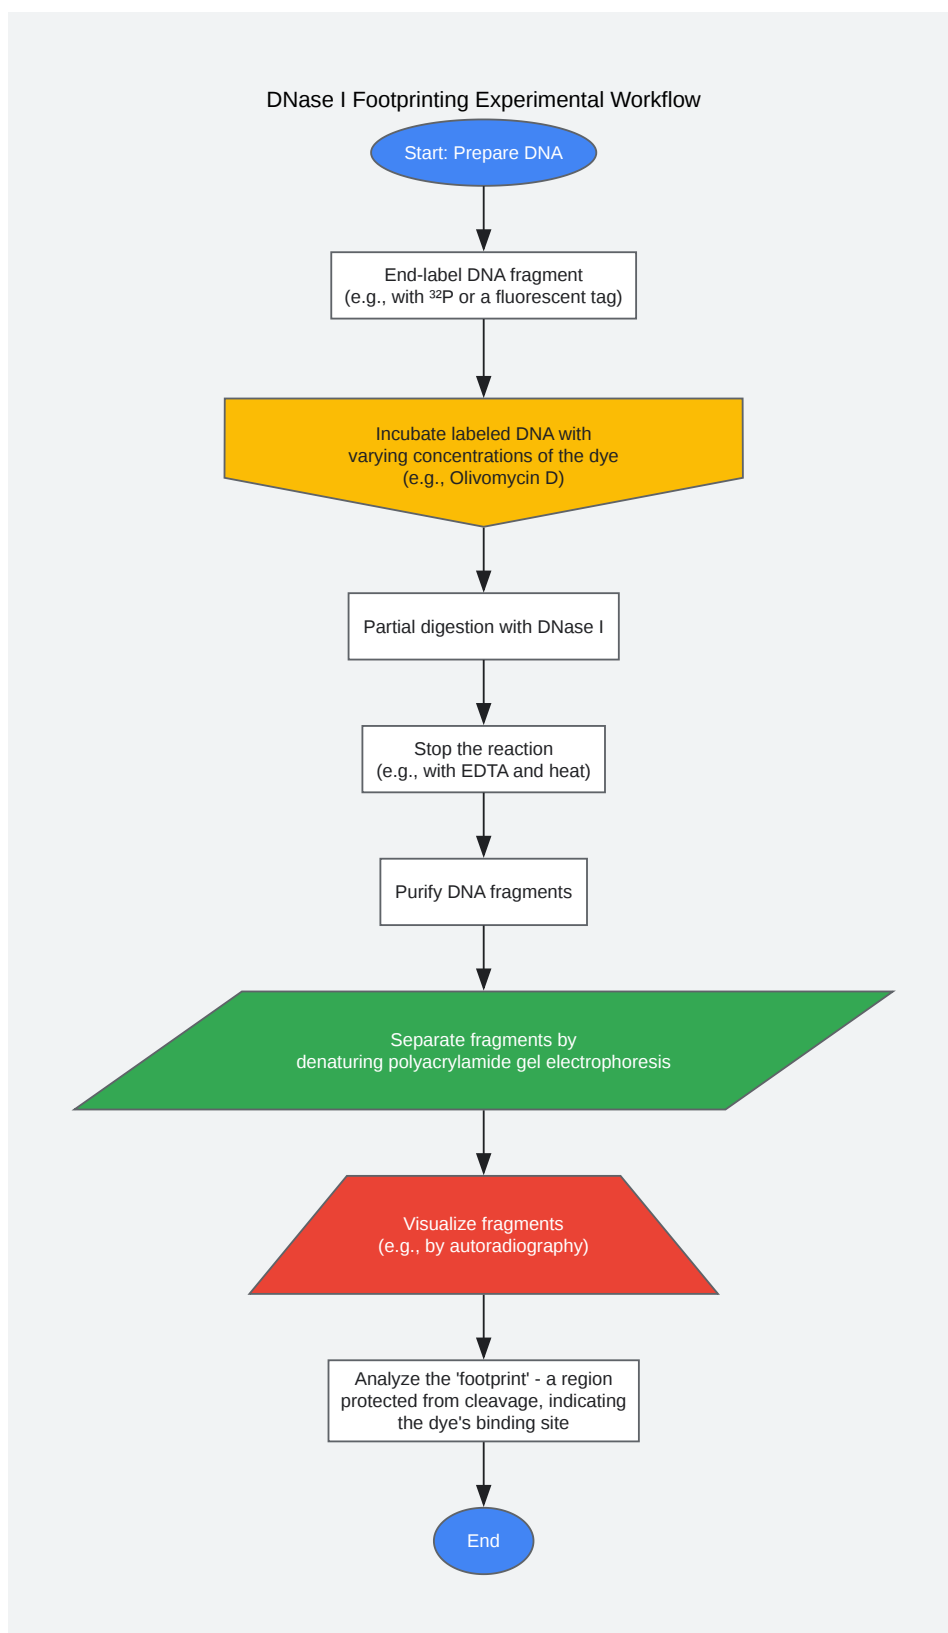 DNase I Footprinting Experimental Workflow
Start: Prepare DNA
End-label DNA fragment
(e.g., with ³²P or a fluorescent tag)
Incubate labeled DNA with
varying concentrations of the dye
(e.g., Olivomycin D)
Partial digestion with DNase I
Stop the reaction
(e.g., with EDTA and heat)
Purify DNA fragments
Separate fragments by
denaturing polyacrylamide gel electrophoresis
Visualize fragments
(e.g., by autoradiography)
Analyze the 'footprint' - a region
protected from cleavage, indicating
the dye's binding site
End